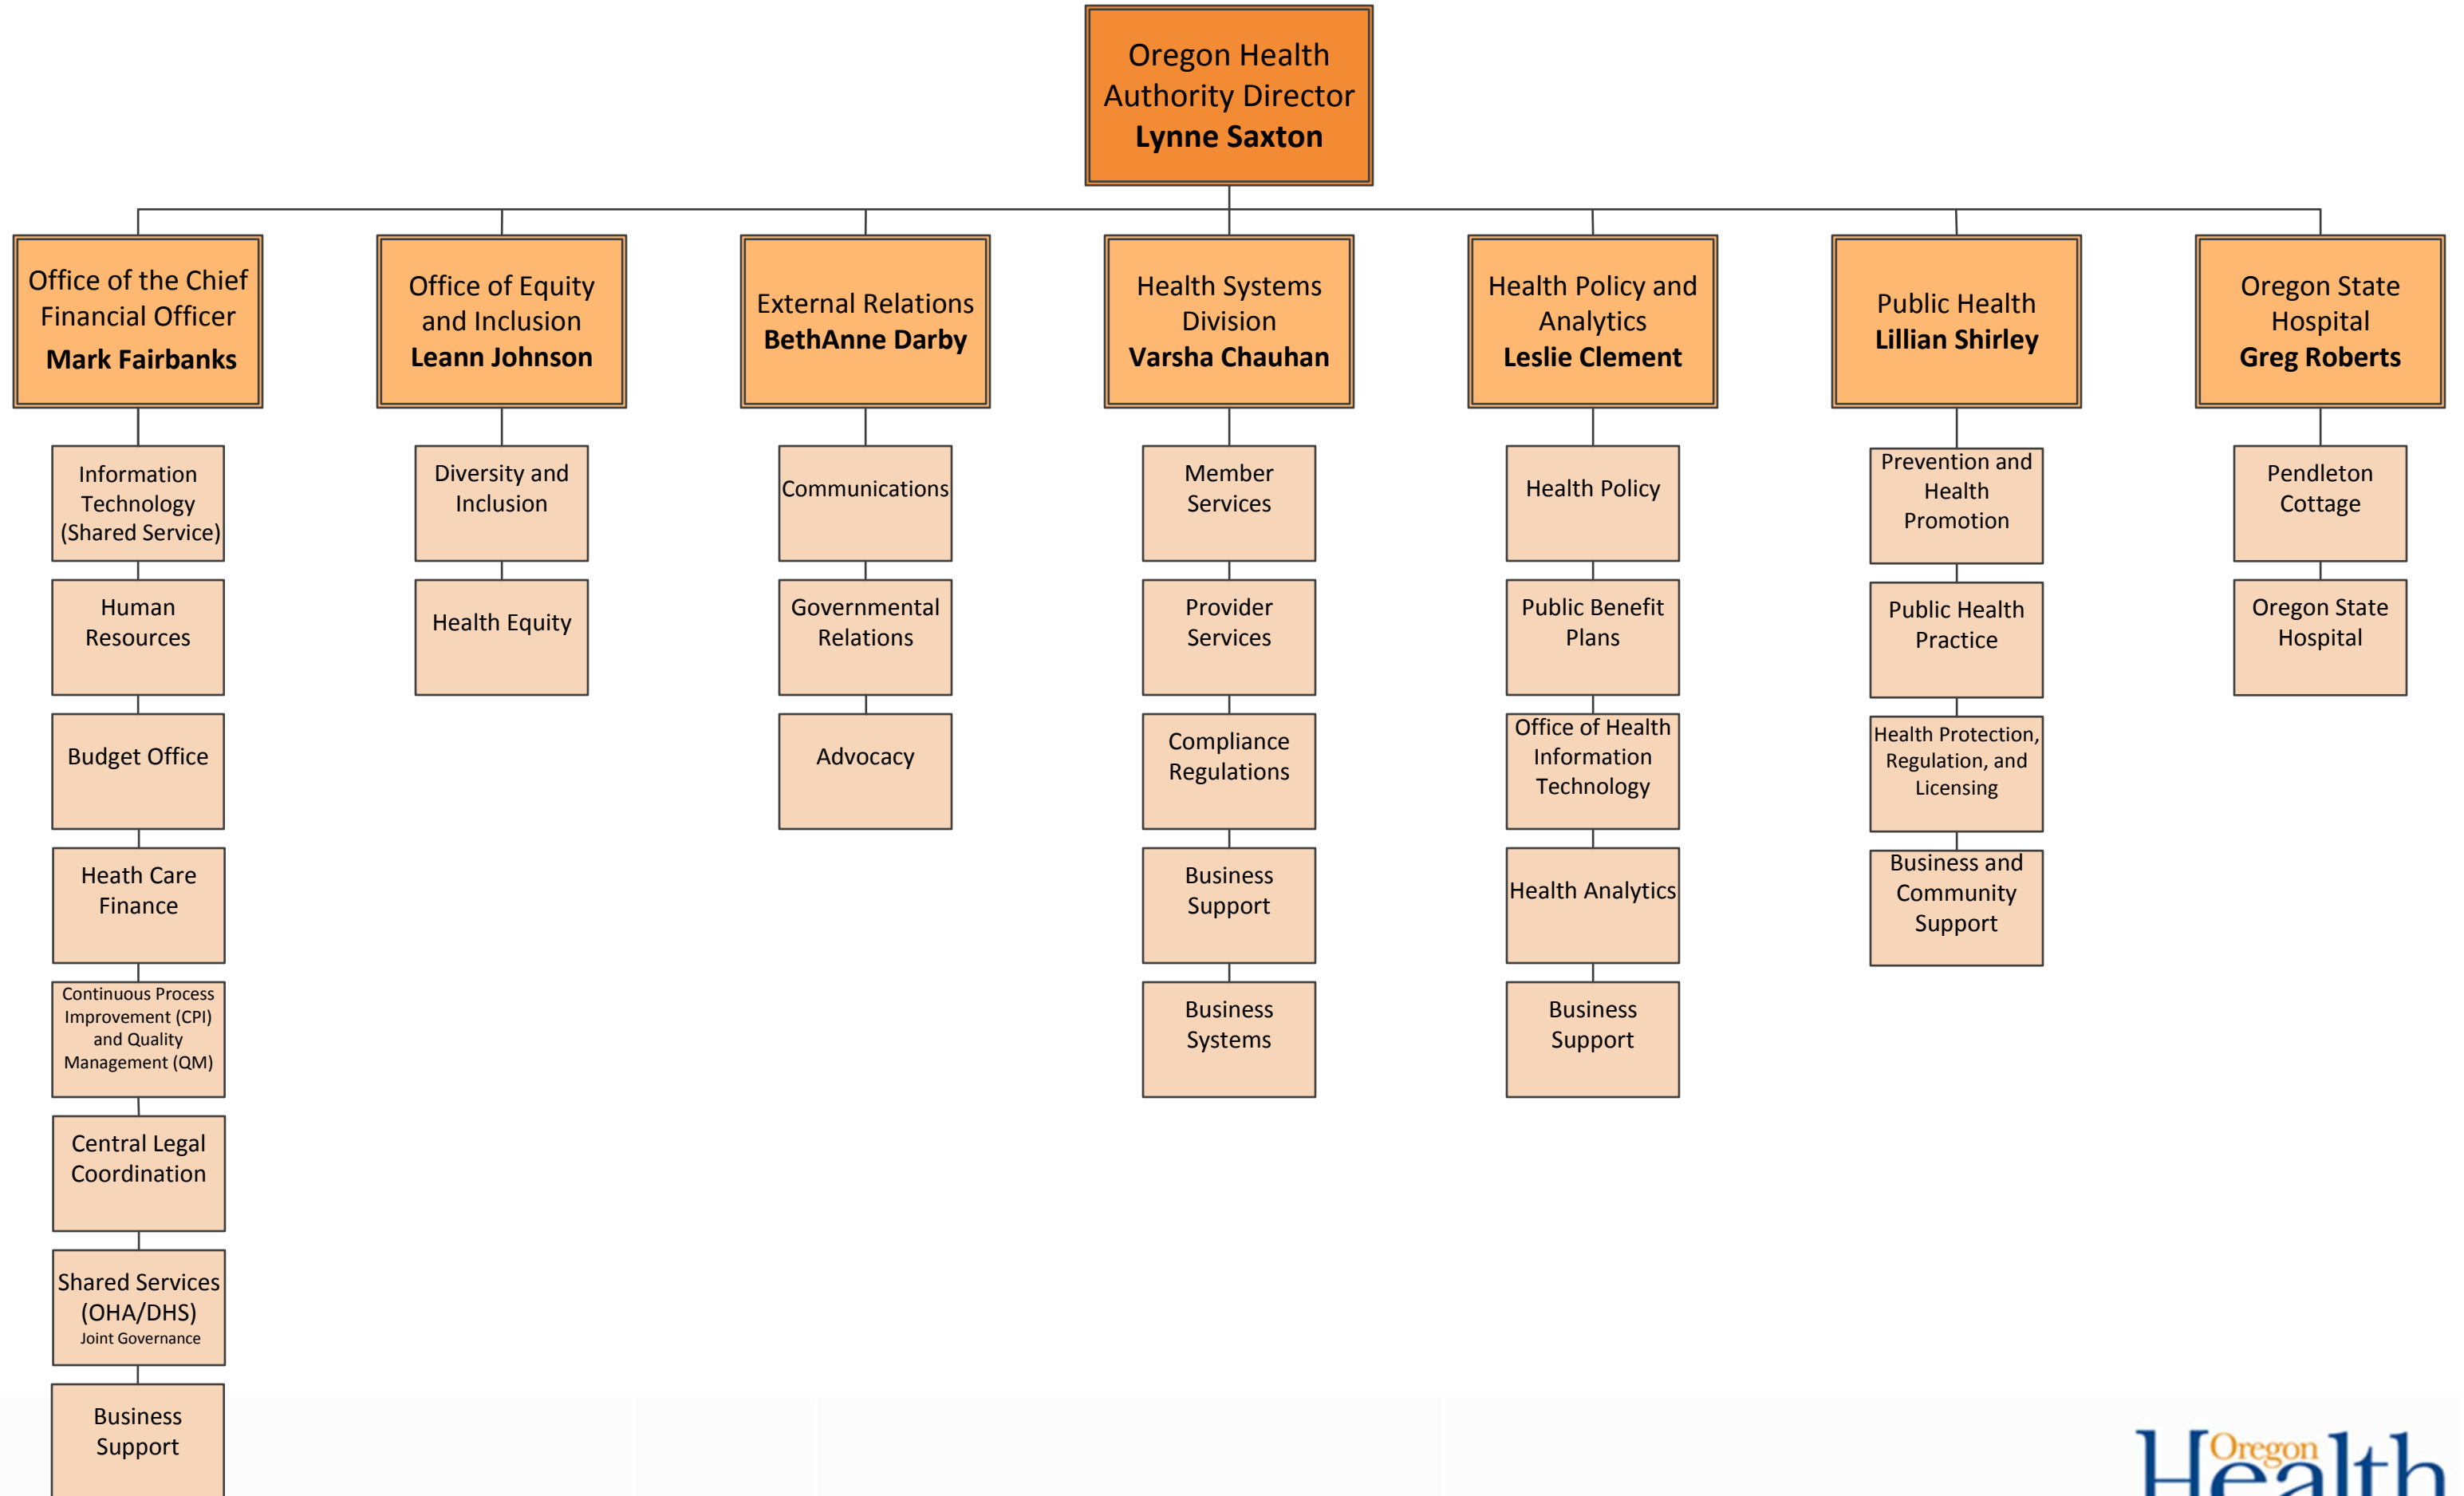 Oregon Health
Authority Director
Lynne Saxton
Office of the Chief
Financial Officer
Mark Fairbanks
Office of Equity
and Inclusion
Leann Johnson
External Relations
BethAnne Darby
Health Systems
Division
Varsha Chauhan
Health Policy and
Analytics
Leslie Clement
Public Health
Lillian Shirley
Oregon State
Hospital
Greg Roberts
Information
Technology
(Shared Service)
Human
Resources
Budget Office
Heath Care
Finance
Continuous Process
Improvement (CPI)
and Quality
Management (QM)
Central Legal
Coordination
Shared Services
(OHA/DHS)
Joint Governance
Business
Support
Diversity and
Inclusion
Health Equity
Communications
Governmental
Relations
Advocacy
Member
Services
Provider
Services
Compliance
Regulations
Business
Support
Business
Systems
Health Policy
Public Benefit
Plans
Office of Health
Information
Technology
Health Analytics
Business
Support
Prevention and
Health
Promotion
Public Health
Practice
Health Protection,
Regulation, and
Licensing
Business and
Community
Support
Pendleton
Cottage
Oregon State
Hospital
Oregon
Health